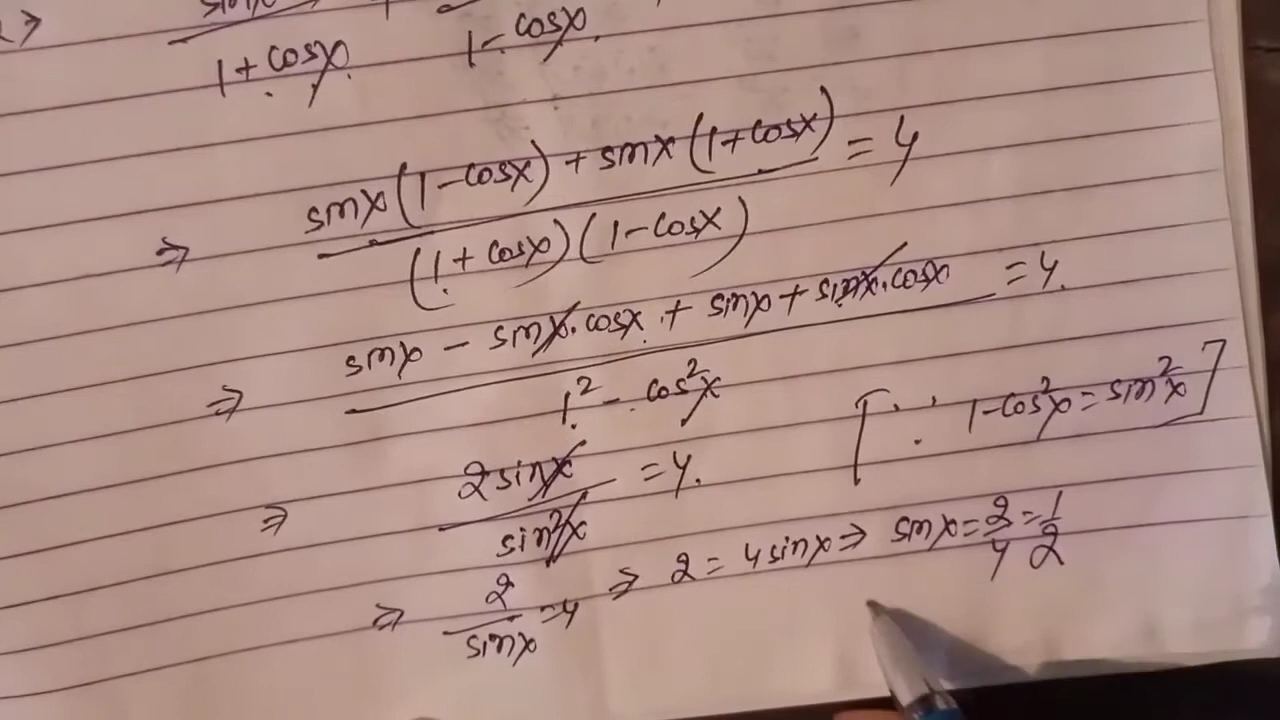 sinx
1 + cosx 1 - cosx
⇒ sinx(1 - cosx) + sinx(1 + cosx) = 4
(1 + cosx)(1 - cosx)
⇒ sinx - sinx.cosx + sinx + sinx.cosx = 4.
1² - cos²x
[∵ 1 - cos²x = sin²x]
⇒ 2sinx = 4.
sin²x
⇒ 2/sinx = 4 ⇒ 2 = 4sinx ⇒ sinx = 2/4 = 1/2